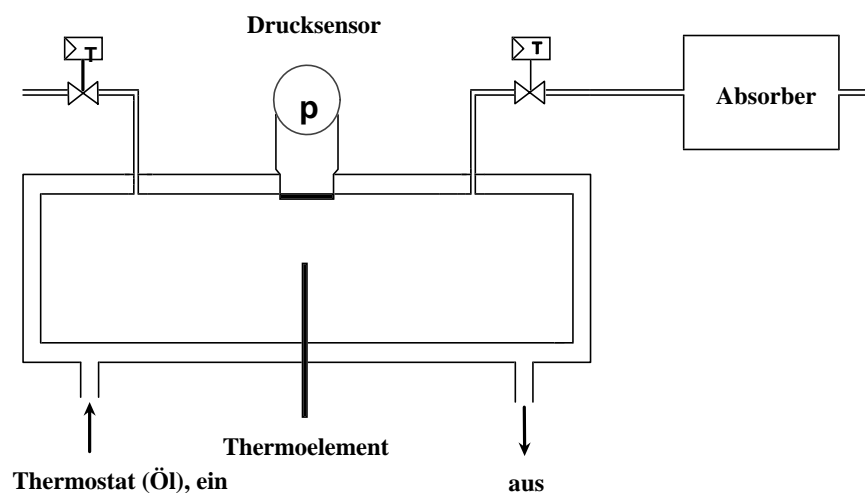 Drucksensor
T
T
p
Absorber
Thermoelement
Thermostat (Öl), ein
aus